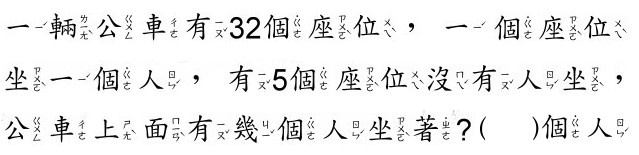 一輛公車有32個座位，一個座位
坐一個人，有5個座位沒有人坐，
公車上面有幾個人坐著?(　)個人